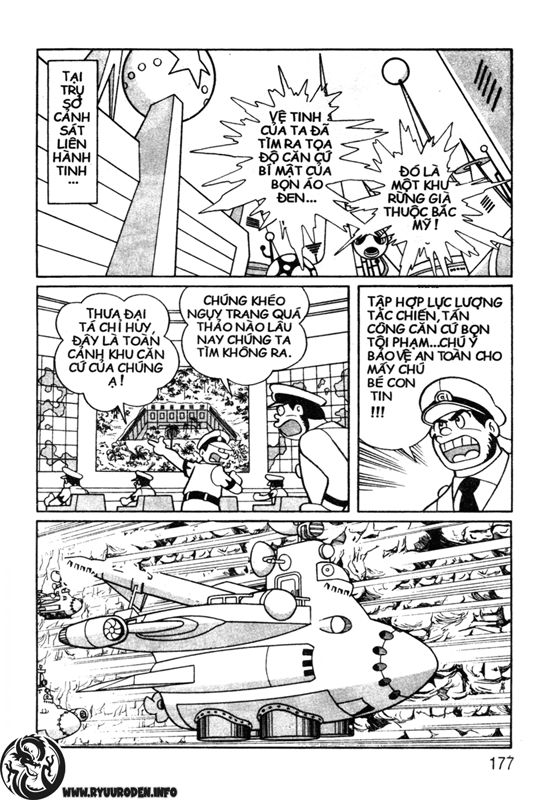 TẠI
TRỤ
SỞ
CẢNH
SÁT
LIÊN
HÀNH
TINH
...
VỆ TINH
CỦA TA ĐÃ
TÌM RA TỌA
ĐỘ CĂN CỨ
BÍ MẬT CỦA
BỌN ÁO
ĐEN...
ĐÓ LÀ
MỘT KHU
RỪNG GIÀ
THUỘC BẮC
MỸ !
THƯA ĐẠI
TÁ CHỈ HUY,
ĐÂY LÀ TOÀN
CẢNH KHU CĂN
CỨ CỦA CHÚNG
Ạ !
CHÚNG KHÉO
NGỤY TRANG QUÁ
THẢO NÀO LÂU
NAY CHÚNG TA
TÌM KHÔNG RA.
TẬP HỢP LỰC LƯỢNG
TÁC CHIẾN, TẤN
CÔNG CĂN CỨ BỌN
TỘI PHẠM...CHÚ Ý
BẢO VỆ AN TOÀN CHO
MẤY CHÚ
BÉ CON
TIN
!!!
177
WWW.RYUURODEN.INFO